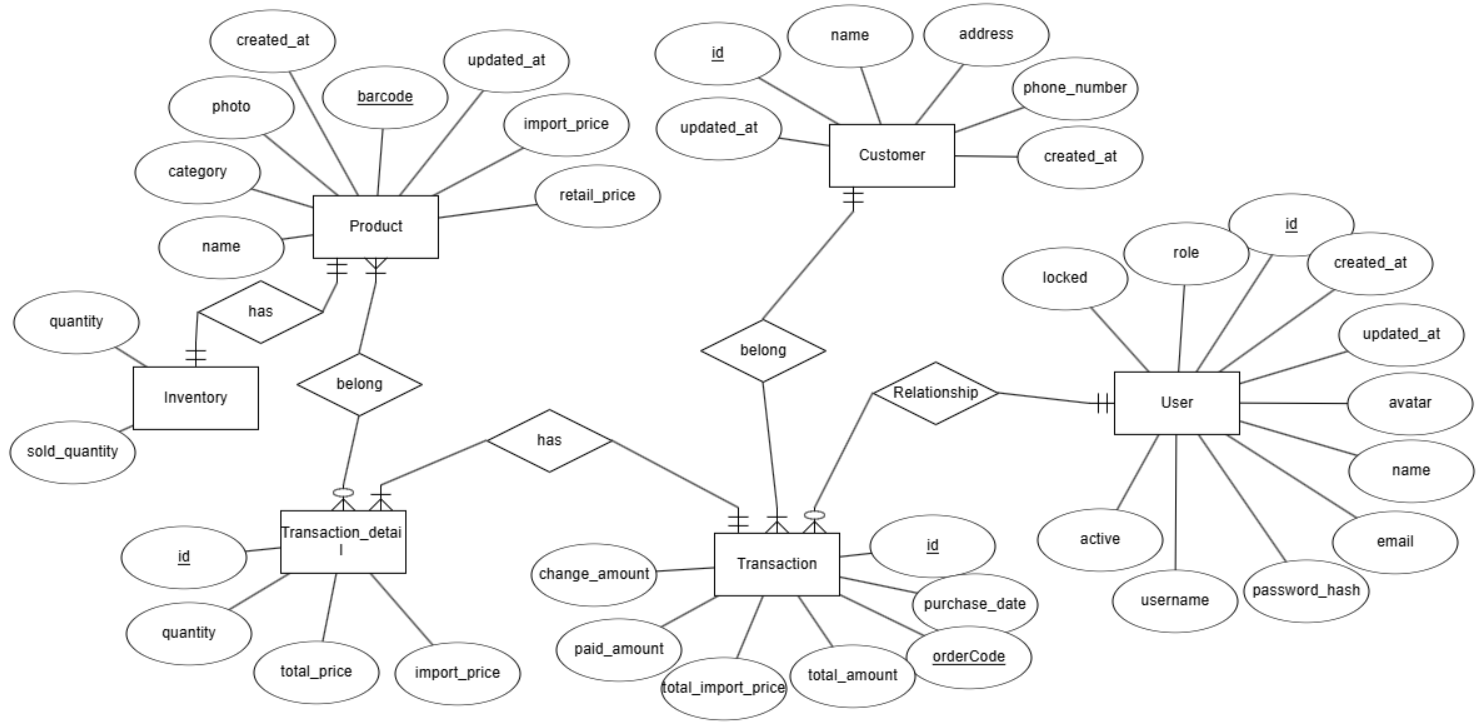 created_at
updated_at
barcode
photo
import_price
category
retail_price
Product
name
has
quantity
Inventory
sold_quantity
belong
id
name
address
phone_number
updated_at
Customer
created_at
belong
id
role
locked
created_at
updated_at
Relationship
User
avatar
name
active
email
username
password_hash
has
Transaction_detai
l
id
quantity
total_price
import_price
id
Transaction
change_amount
purchase_date
paid_amount
orderCode
total_import_price
total_amount